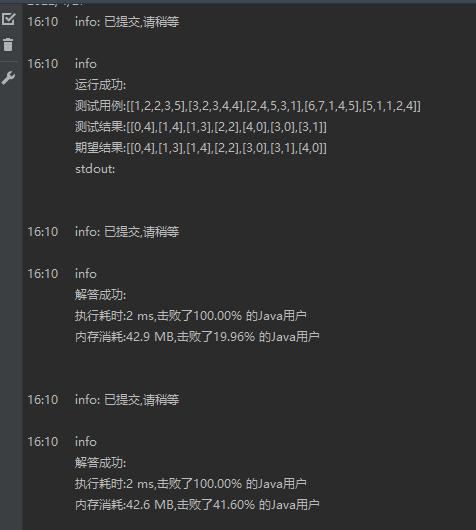 16:10 info: 已提交,请稍等
16:10 info
运行成功:
测试用例:[[1,2,2,3,5],[3,2,3,4,4],[2,4,5,3,1],[6,7,1,4,5],[5,1,1,2,4]]
测试结果:[[0,4],[1,4],[1,3],[2,2],[4,0],[3,0],[3,1]]
期望结果:[[0,4],[1,3],[1,4],[2,2],[3,0],[3,1],[4,0]]
stdout:
16:10 info: 已提交,请稍等
16:10 info
解答成功:
执行耗时:2 ms,击败了100.00% 的Java用户
内存消耗:42.9 MB,击败了19.96% 的Java用户
16:10 info: 已提交,请稍等
16:10 info
解答成功:
执行耗时:2 ms,击败了100.00% 的Java用户
内存消耗:42.6 MB,击败了41.60% 的Java用户